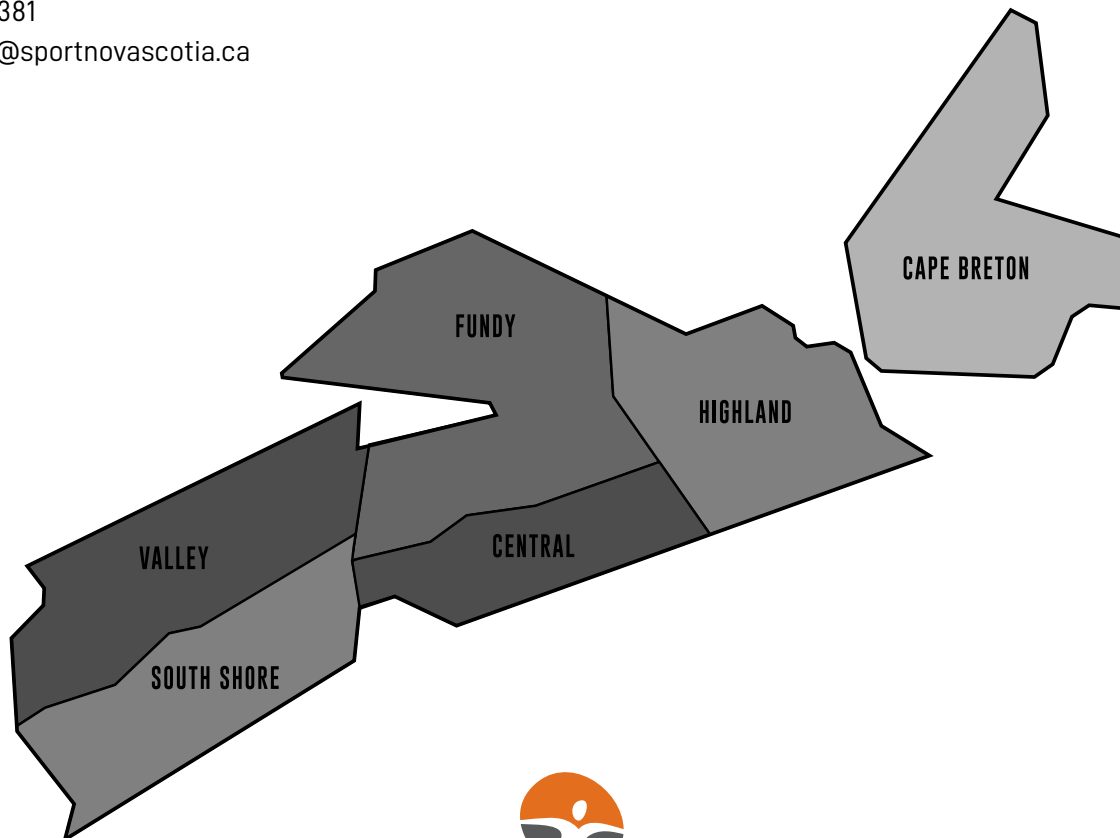 381
@sportnovascotia.ca
CAPE BRETON
FUNDY
HIGHLAND
CENTRAL
VALLEY
SOUTH SHORE